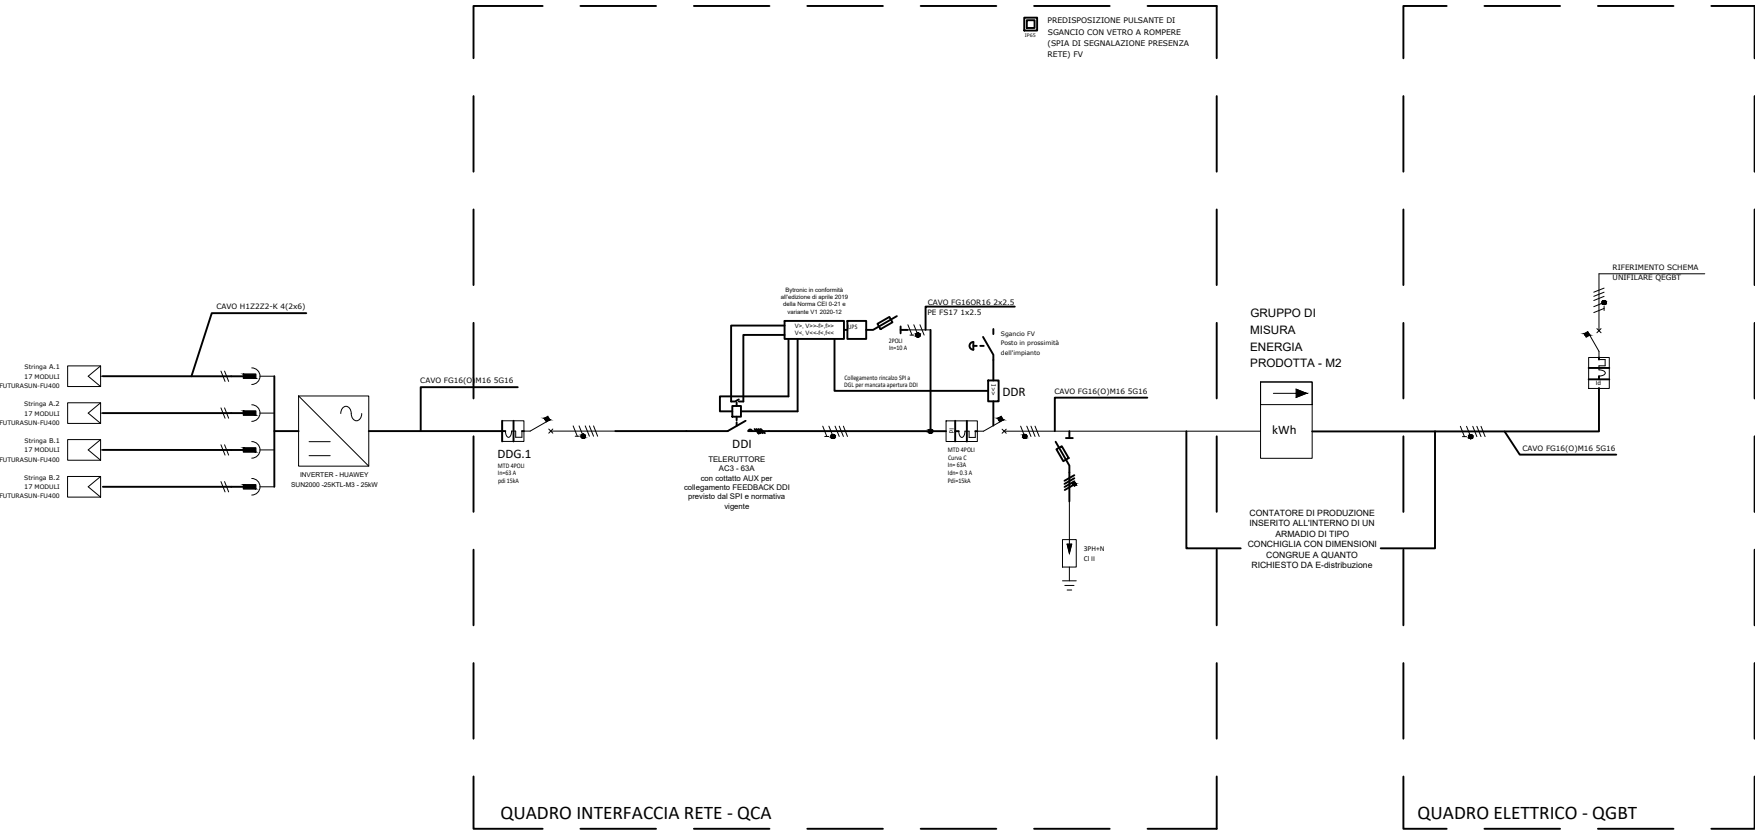 PREDISPOSIZIONE PULSANTE DI
SGANCIO CON VETRO A ROMPERE
(SPIA DI SEGNALAZIONE PRESENZA
RETE) FV
IP65
CAVO H1Z2Z2-K 4(2x6)
Stringa A.1
17 MODULI
FUTURASUN-FU400
Stringa A.2
17 MODULI
FUTURASUN-FU400
Stringa B.1
17 MODULI
FUTURASUN-FU400
Stringa B.2
17 MODULI
FUTURASUN-FU400
INVERTER - HUAWEY
SUN2000 -25KTL-M3 - 25kW
CAVO FG16(O)M16 5G16
DDG.1
MTD 4POLI
In=63 A
pdi 15kA
Bytronic in conformità
all'edizione di aprile 2019
della Norma CEI 0-21 e
variante V1 2020-12
V>, V>>-f>,f>>
V<, V<<-f<,f<<
UPS
2POLI
In=10 A
CAVO FG16OR16 2x2.5
PE FS17 1x2.5
Sgancio FV
Posto in prossimità
dell'impianto
Collegamento rincalzo SPI a
DGL per mancata apertura DDI
DDR
DDI
TELERUTTORE
AC3 - 63A
con cottatto AUX per
collegamento FEEDBACK DDI
previsto dal SPI e normativa
vigente
MTD 4POLI
Curva C
In= 63A
Idn= 0.3 A
Pdi=15kA
CAVO FG16(O)M16 5G16
3PH+N
Cl II
GRUPPO DI
MISURA
ENERGIA
PRODOTTA - M2
kWh
CONTATORE DI PRODUZIONE
INSERITO ALL'INTERNO DI UN
ARMADIO DI TIPO
CONCHIGLIA CON DIMENSIONI
CONGRUE A QUANTO
RICHIESTO DA E-distribuzione
RIFERIMENTO SCHEMA
UNIFILARE QEGBT
Id
CAVO FG16(O)M16 5G16
QUADRO INTERFACCIA RETE - QCA
QUADRO ELETTRICO - QGBT